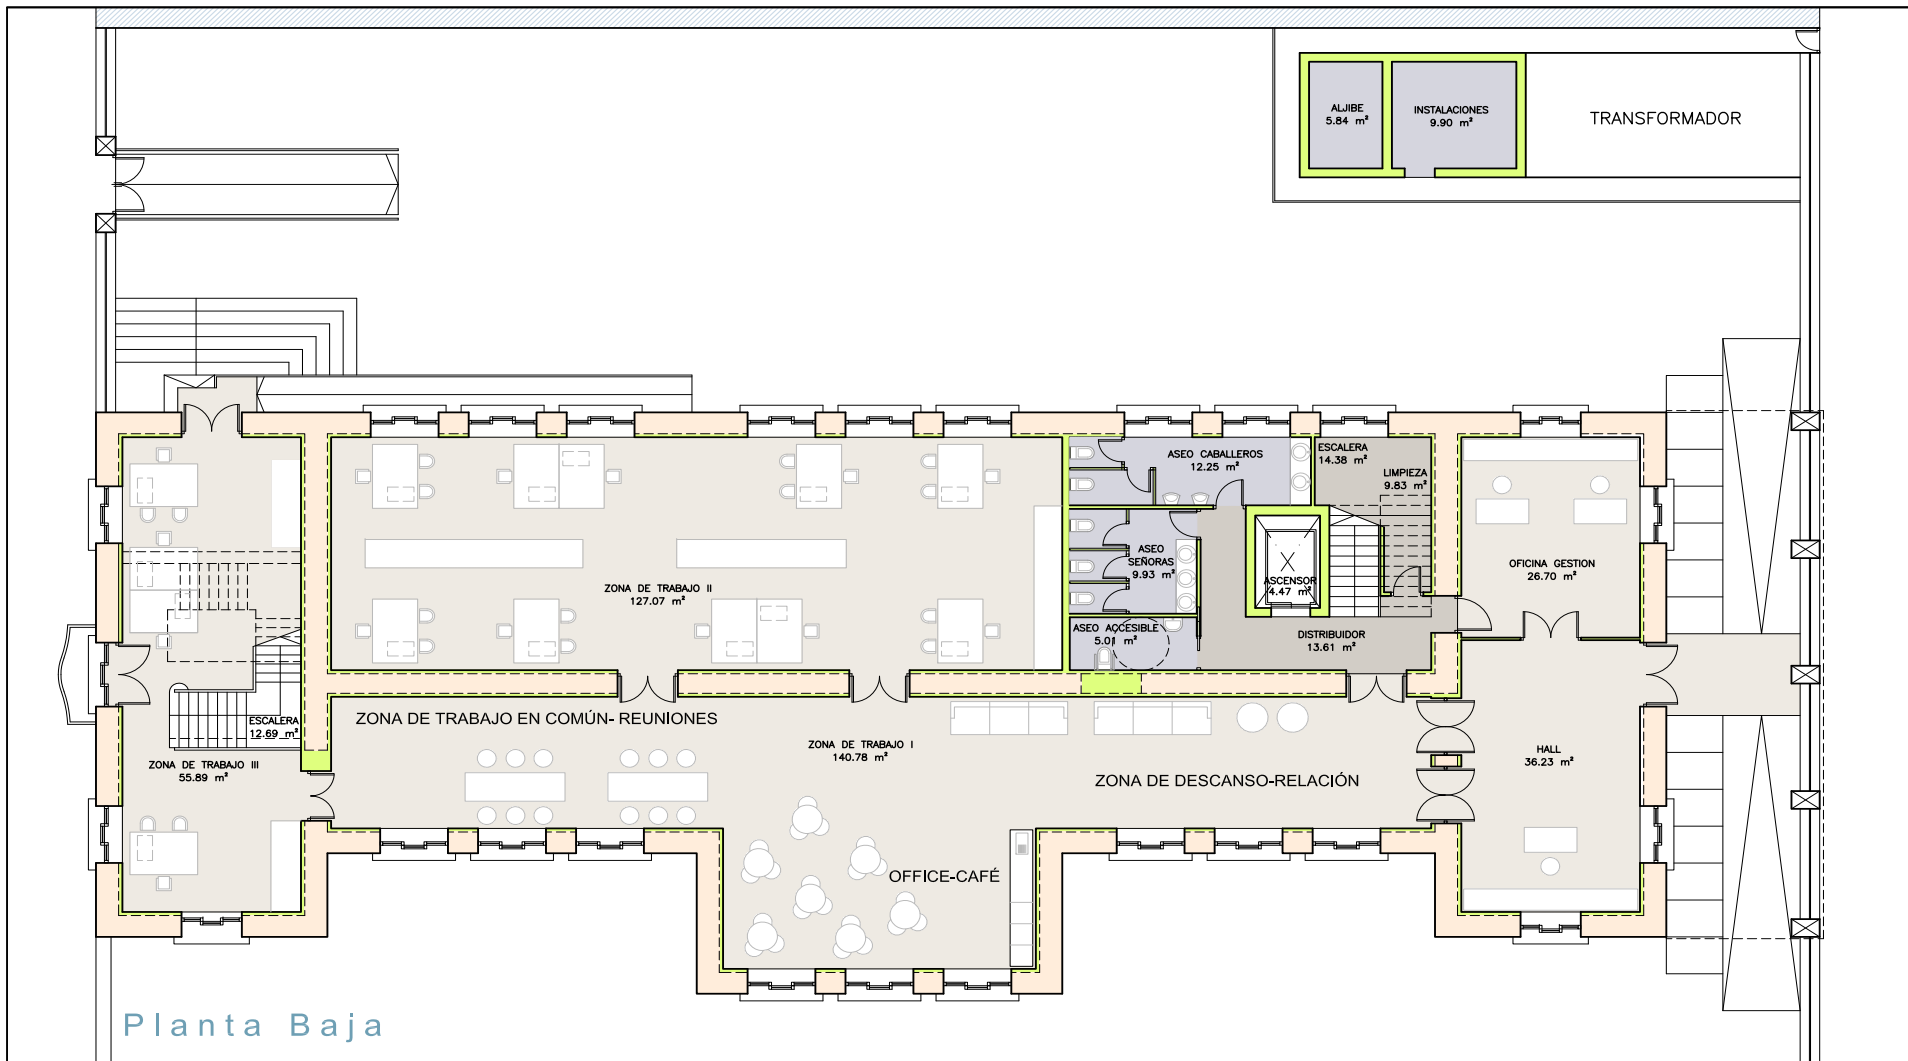 ALJIBE
5.84 m²
INSTALACIONES
9.90 m²
TRANSFORMADOR
ASEO CABALLEROS
12.25 m²
ESCALERA
14.38 m²
LIMPIEZA
9.83 m²
ASEO
SEÑORAS
9.93 m²
ASCENSOR
4.47 m²
OFICINA GESTION
26.70 m²
ZONA DE TRABAJO II
127.07 m²
ASEO ACCESIBLE
5.01 m²
DISTRIBUIDOR
13.61 m²
ESCALERA
12.69 m²
ZONA DE TRABAJO EN COMÚN- REUNIONES
ZONA DE TRABAJO I
140.78 m²
HALL
36.23 m²
ZONA DE TRABAJO III
55.89 m²
ZONA DE DESCANSO-RELACIÓN
OFFICE-CAFÉ
Planta Baja